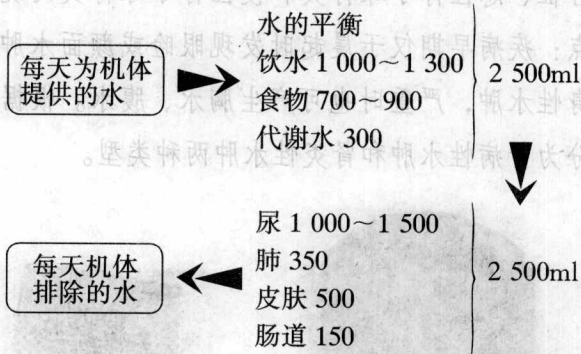 水的平衡
每天为机体
提供的水
饮水 1 000～1 300
食物 700～900
代谢水 300
2 500ml
尿 1 000～1 500
每天机体
排除的水
肺 350
皮肤 500
肠道 150
2 500ml